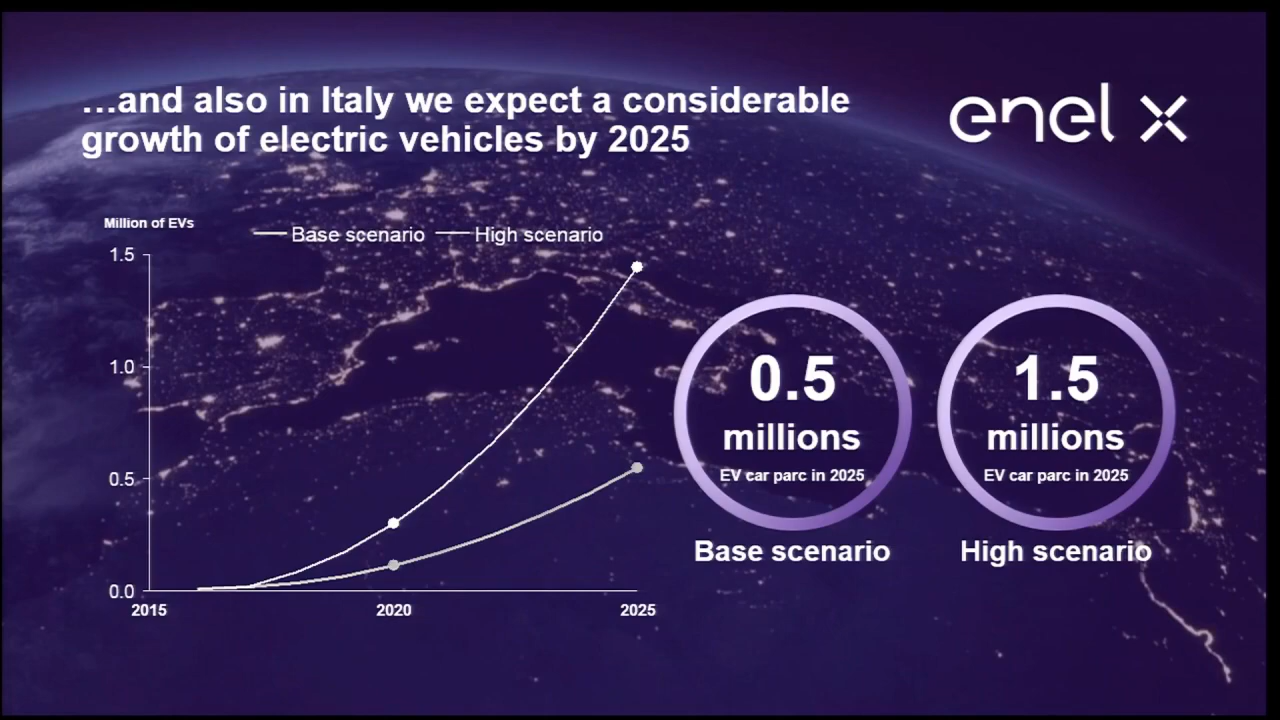 …and also in Italy we expect a considerable
growth of electric vehicles by 2025
enel x
Million of EVs
Base scenario
High scenario
1.5
1.0
0.5
0.0
2015
2020
2025
0.5
millions
EV car parc in 2025
Base scenario
1.5
millions
EV car parc in 2025
High scenario